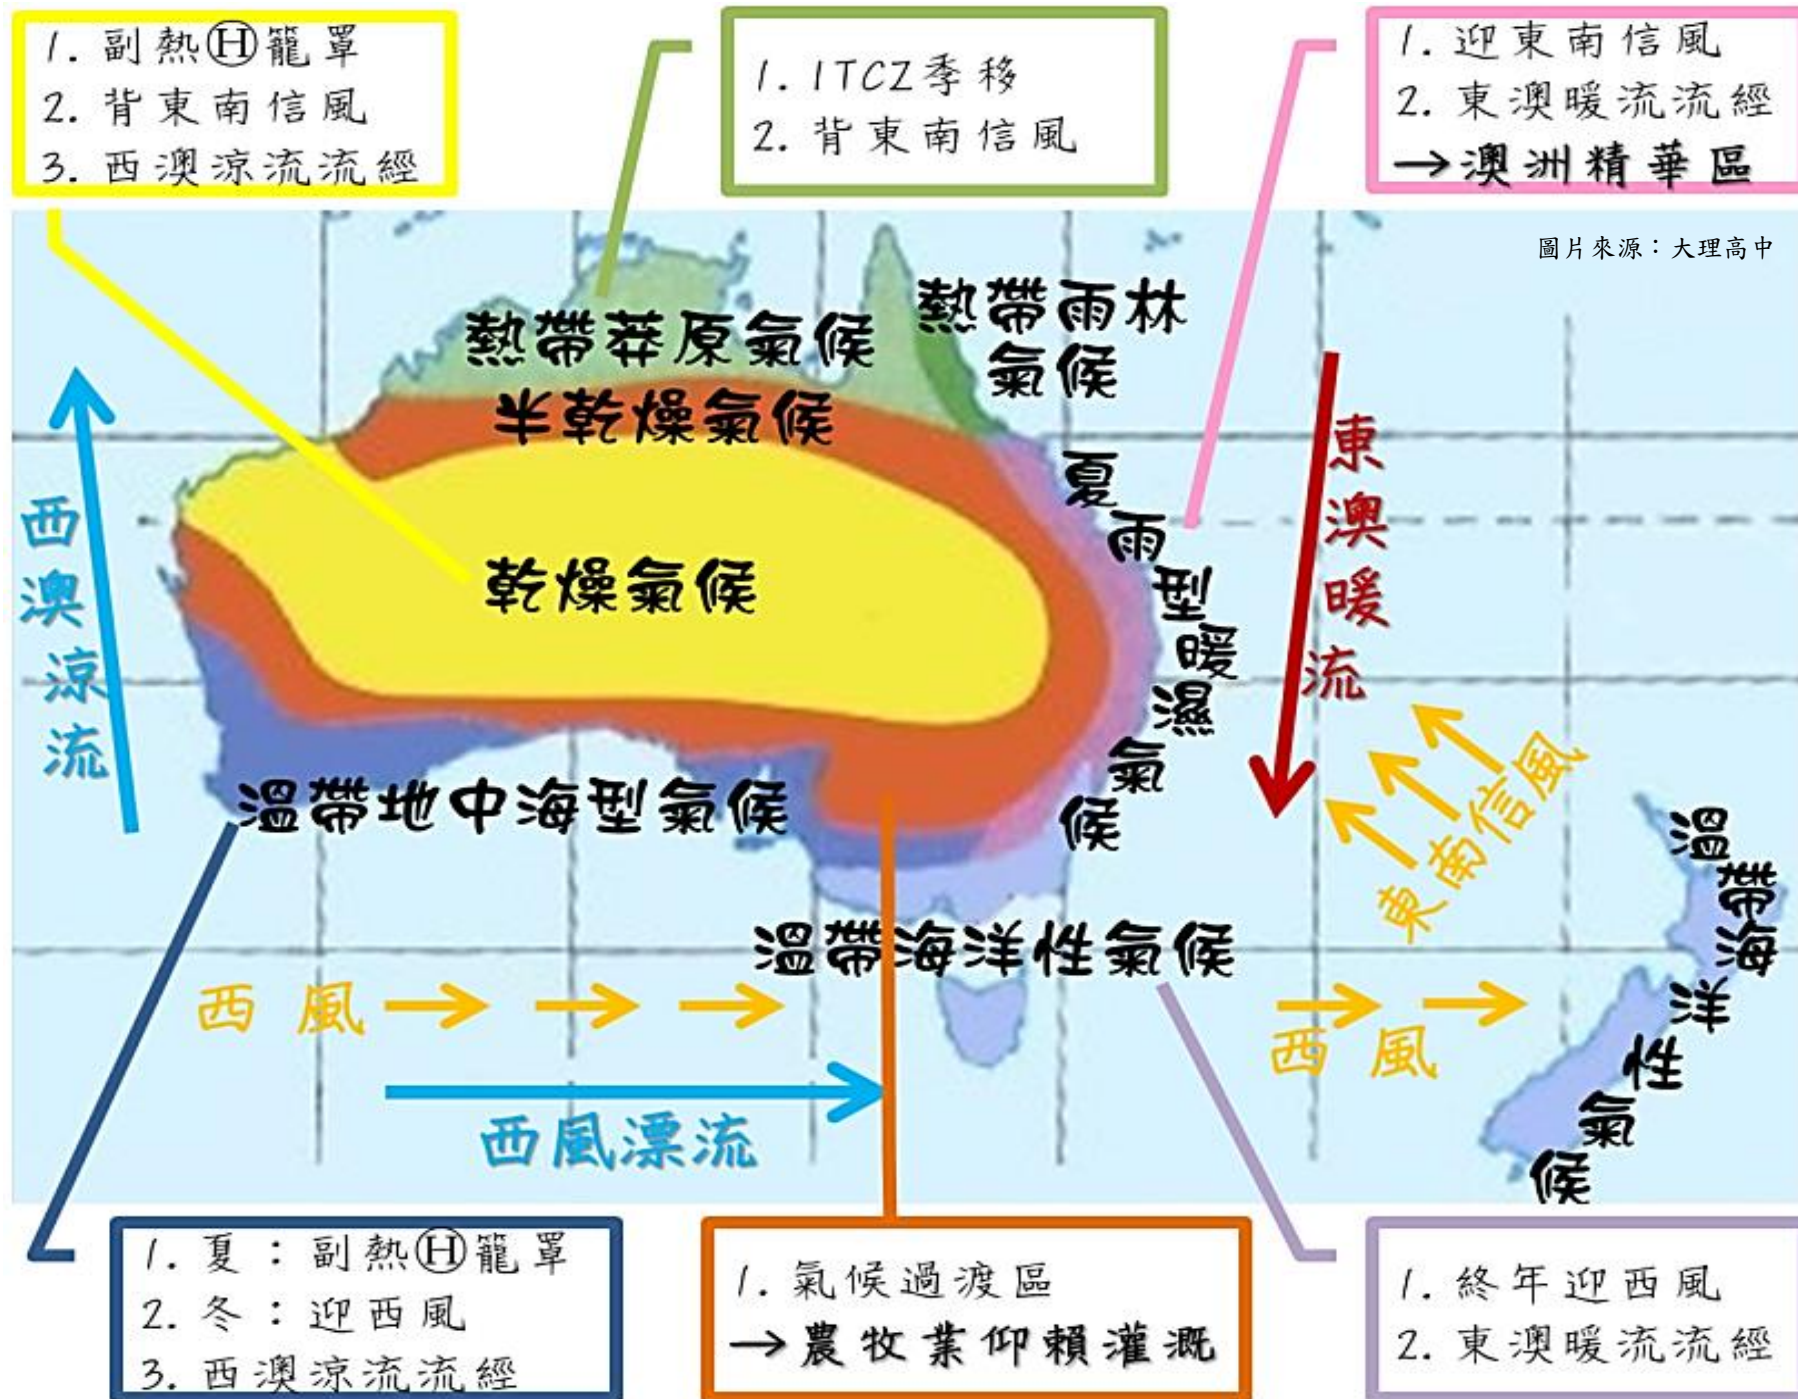 1. 副熱Ⓗ籠罩
2. 背東南信風
3. 西澳涼流流經
1. ITCZ季移
2. 背東南信風
1. 迎東南信風
2. 東澳暖流流經
→澳洲精華區
圖片來源：大理高中
熱帶莽原氣候
熱帶雨林
氣候
半乾燥氣候
乾燥氣候
夏雨型暖濕氣候
西澳涼流
東澳暖流
東南信風
溫帶地中海型氣候
溫帶海洋性氣候
溫帶海洋性氣候
西風
西風
西風漂流
1. 夏：副熱Ⓗ籠罩
2. 冬：迎西風
3. 西澳涼流流經
1. 氣候過渡區
→農牧業仰賴灌溉
1. 終年迎西風
2. 東澳暖流流經